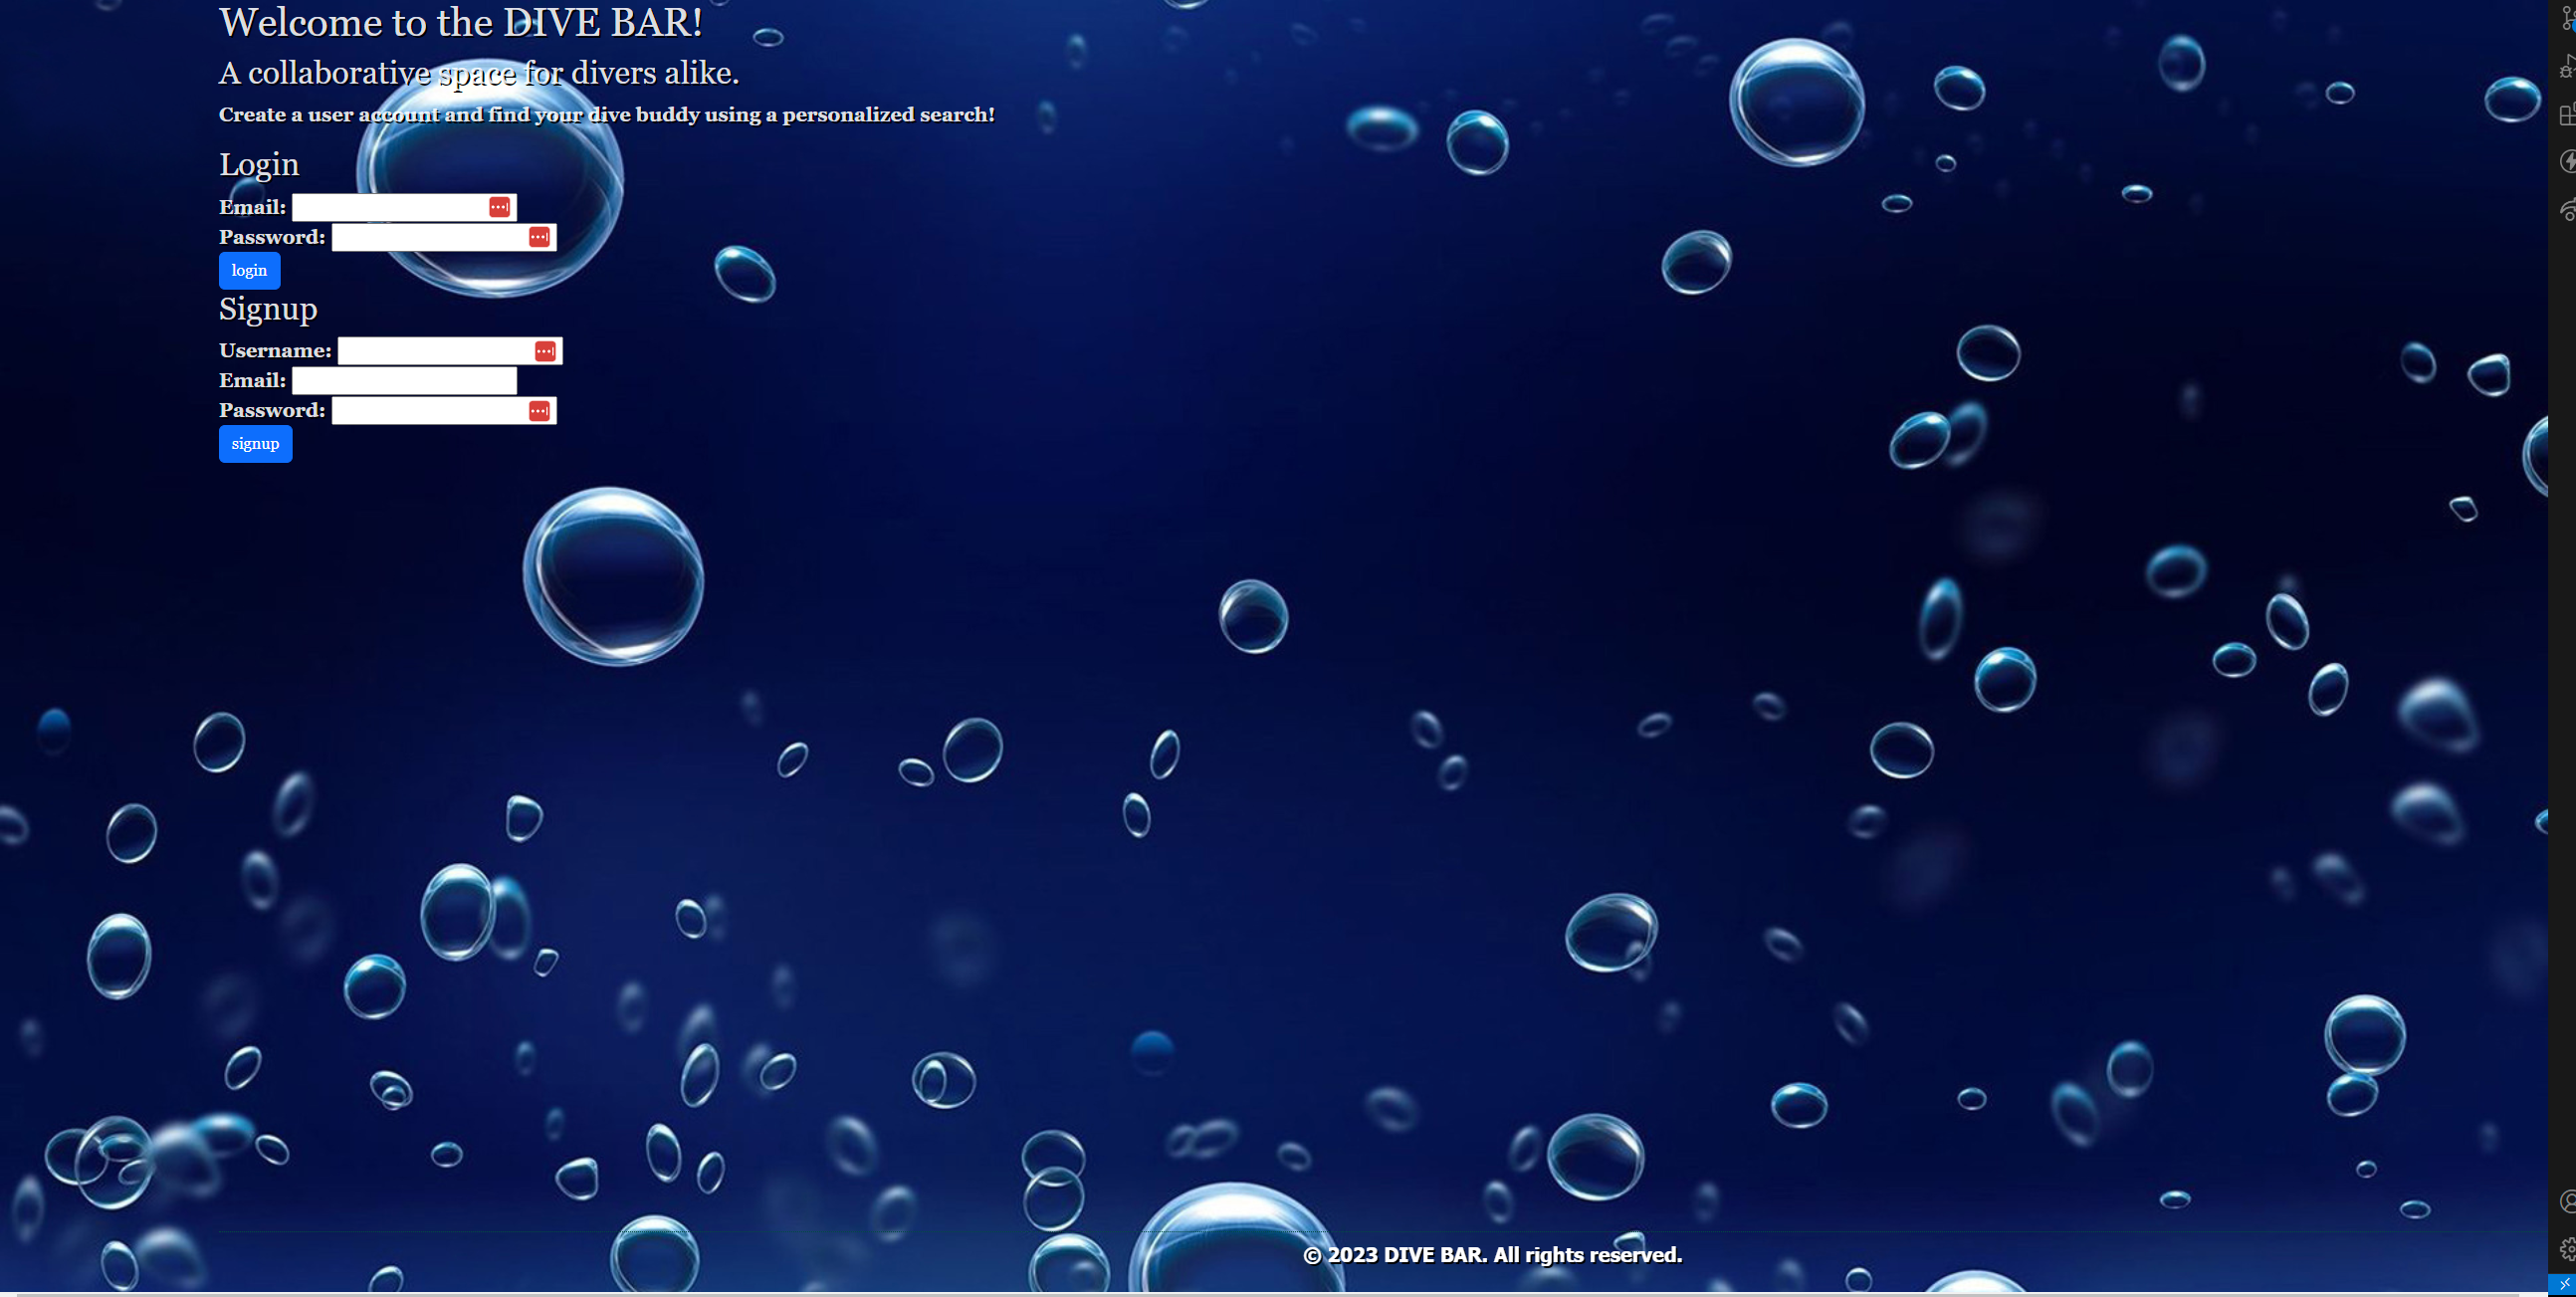 Welcome to the DIVE BAR!
A collaborative space for divers alike.
Create a user account and find your dive buddy using a personalized search!
Login
Email:
Password:
login
Signup
Username:
Email:
Password:
signup
© 2023 DIVE BAR. All rights reserved.